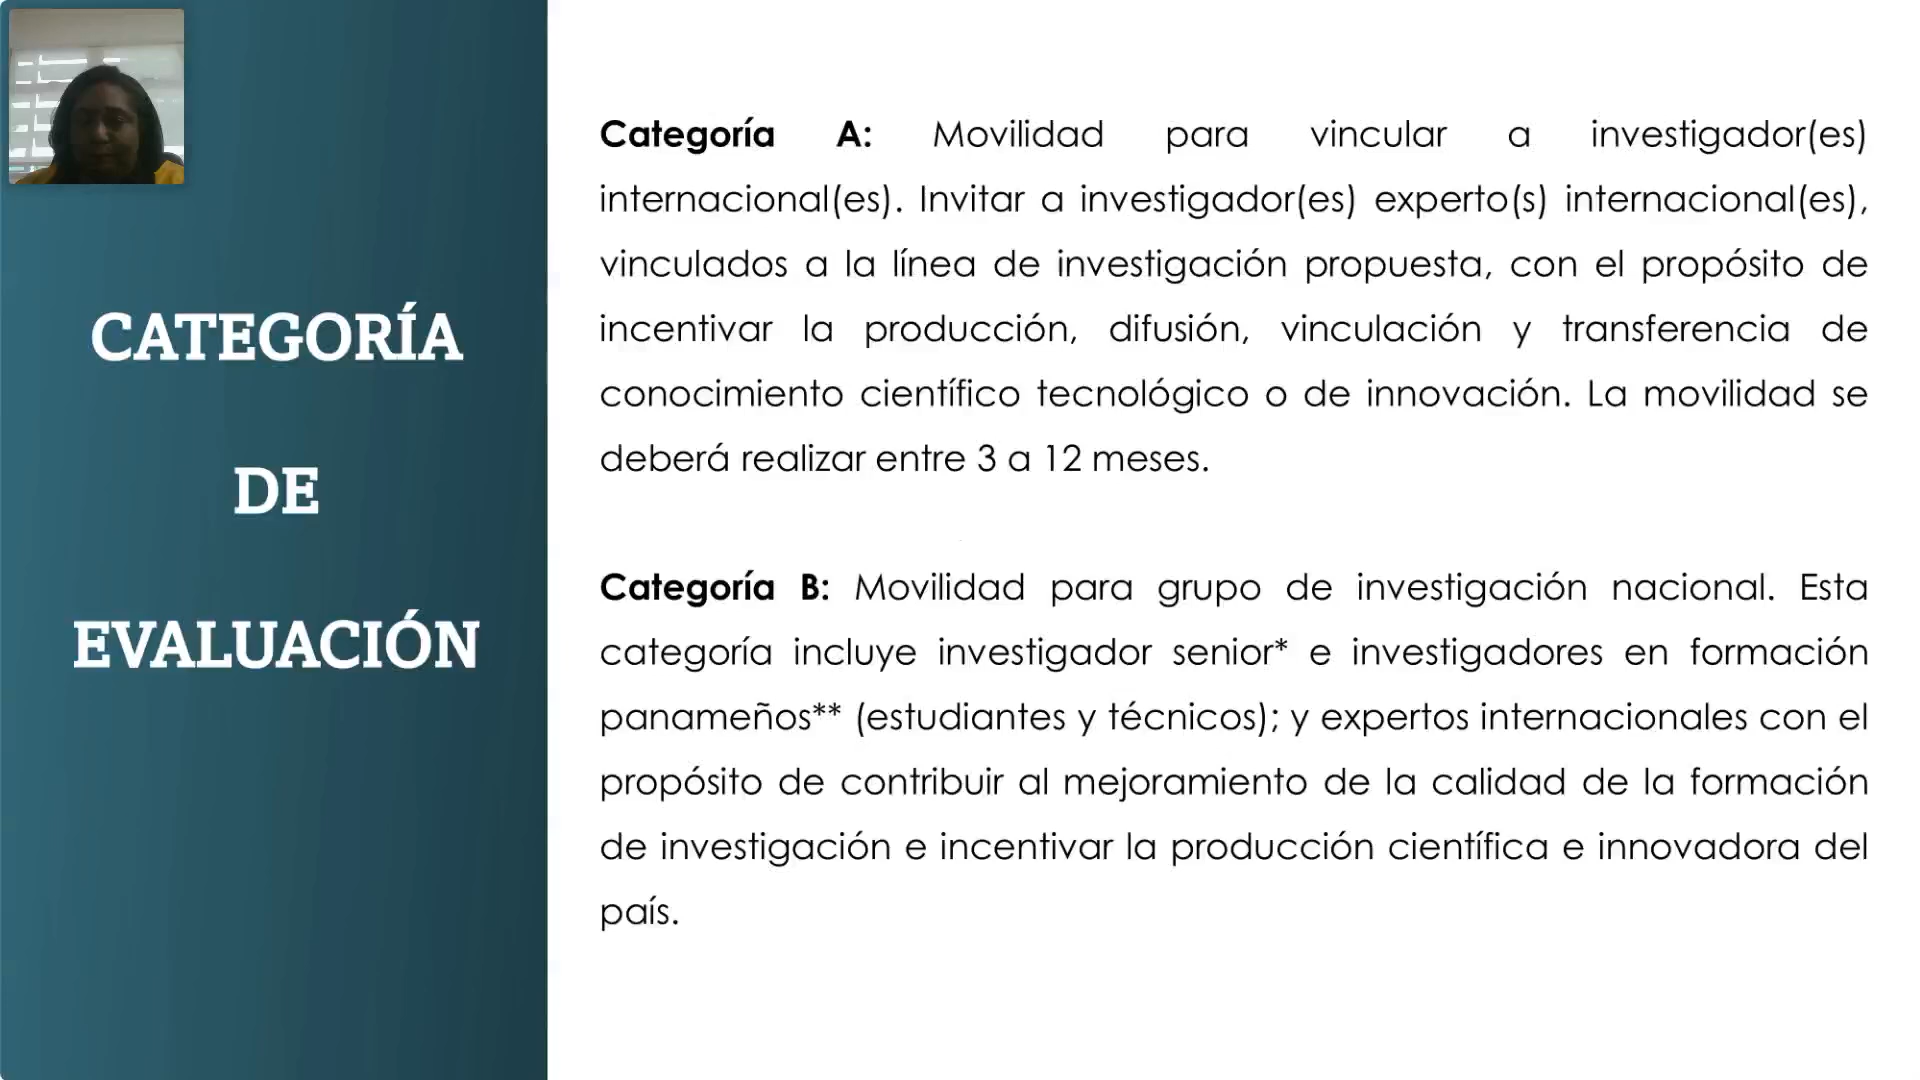 CATEGORÍA
DE
EVALUACIÓN
Categoría A: Movilidad para vincular a investigador(es)
internacional(es). Invitar a investigador(es) experto(s) internacional(es),
vinculados a la línea de investigación propuesta, con el propósito de
incentivar la producción, difusión, vinculación y transferencia de
conocimiento científico tecnológico o de innovación. La movilidad se
deberá realizar entre 3 a 12 meses.
Categoría B: Movilidad para grupo de investigación nacional. Esta
categoría incluye investigador senior* e investigadores en formación
panameños** (estudiantes y técnicos); y expertos internacionales con el
propósito de contribuir al mejoramiento de la calidad de la formación
de investigación e incentivar la producción científica e innovadora del
país.